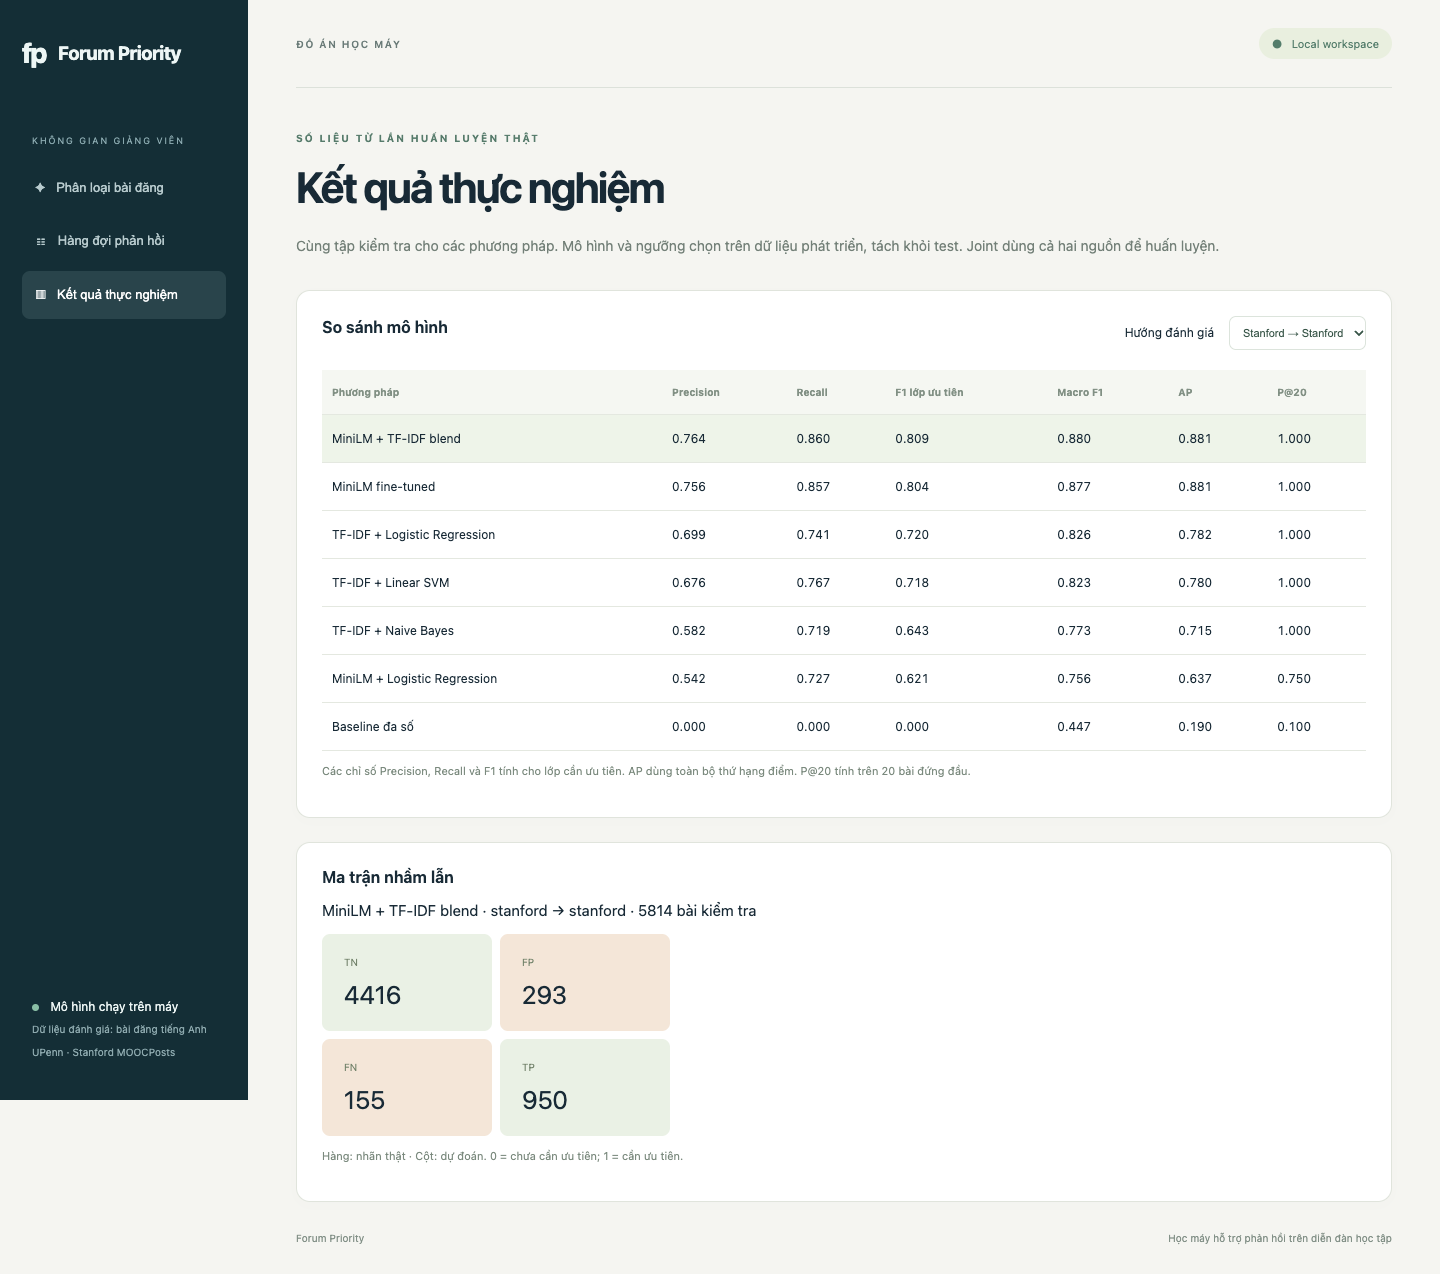 fp Forum Priority
KHÔNG GIAN GIẢNG VIÊN
Phân loại bài đăng
Hàng đợi phản hồi
Kết quả thực nghiệm
Mô hình chạy trên máy
Dữ liệu đánh giá: bài đăng tiếng Anh
UPenn · Stanford MOOCPosts
ĐỒ ÁN HỌC MÁY
Local workspace
SỐ LIỆU TỪ LẦN HUẤN LUYỆN THẬT
Kết quả thực nghiệm
Cùng tập kiểm tra cho các phương pháp. Mô hình và ngưỡng chọn trên dữ liệu phát triển, tách khỏi test. Joint dùng cả hai nguồn để huấn luyện.
So sánh mô hình
Hướng đánh giá Stanford → Stanford
Phương pháp Precision Recall F1 lớp ưu tiên Macro F1 AP P@20
MiniLM + TF-IDF blend 0.764 0.860 0.809 0.880 0.881 1.000
MiniLM fine-tuned 0.756 0.857 0.804 0.877 0.881 1.000
TF-IDF + Logistic Regression 0.699 0.741 0.720 0.826 0.782 1.000
TF-IDF + Linear SVM 0.676 0.767 0.718 0.823 0.780 1.000
TF-IDF + Naive Bayes 0.582 0.719 0.643 0.773 0.715 1.000
MiniLM + Logistic Regression 0.542 0.727 0.621 0.756 0.637 0.750
Baseline đa số 0.000 0.000 0.000 0.447 0.190 0.100
Các chỉ số Precision, Recall và F1 tính cho lớp cần ưu tiên. AP dùng toàn bộ thứ hạng điểm. P@20 tính trên 20 bài đứng đầu.
Ma trận nhầm lẫn
MiniLM + TF-IDF blend · stanford → stanford · 5814 bài kiểm tra
TN FP
4416 293
FN TP
155 950
Hàng: nhãn thật · Cột: dự đoán. 0 = chưa cần ưu tiên; 1 = cần ưu tiên.
Forum Priority
Học máy hỗ trợ phản hồi trên diễn đàn học tập